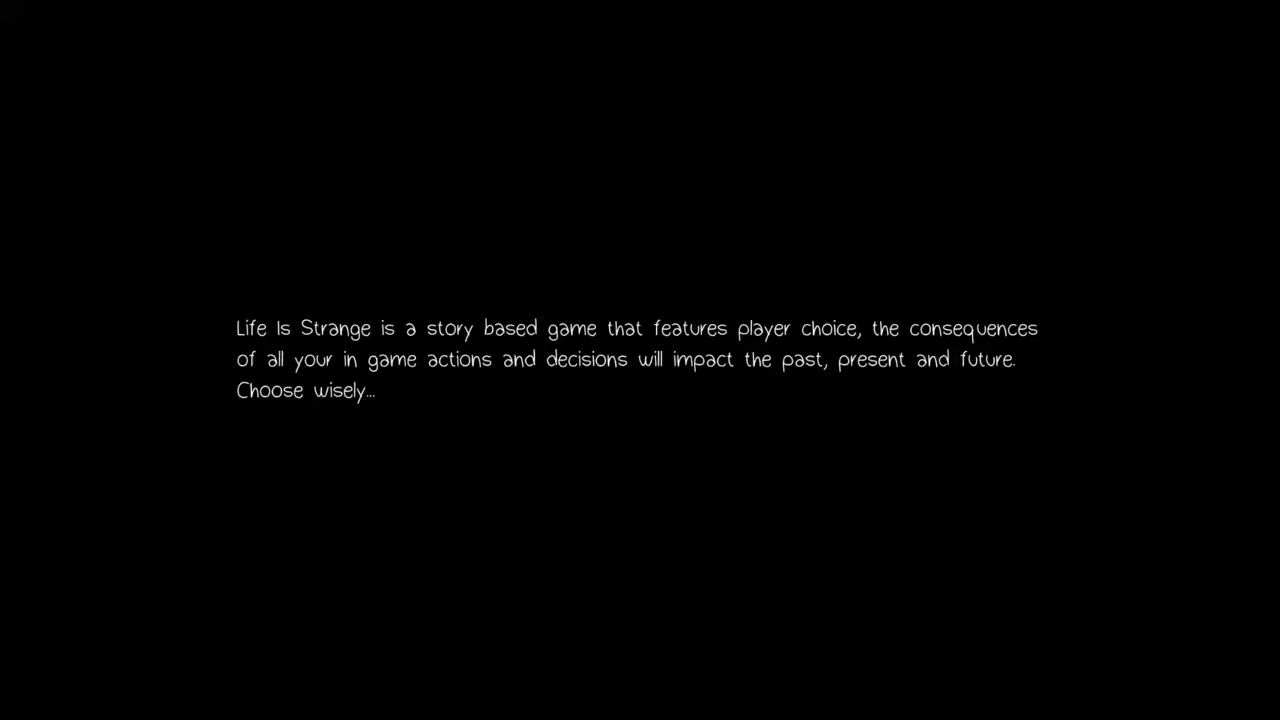 Life Is Strange is a story based game that features player choice, the consequences
of all your in game actions and decisions will impact the past, present and future.
Choose wisely...